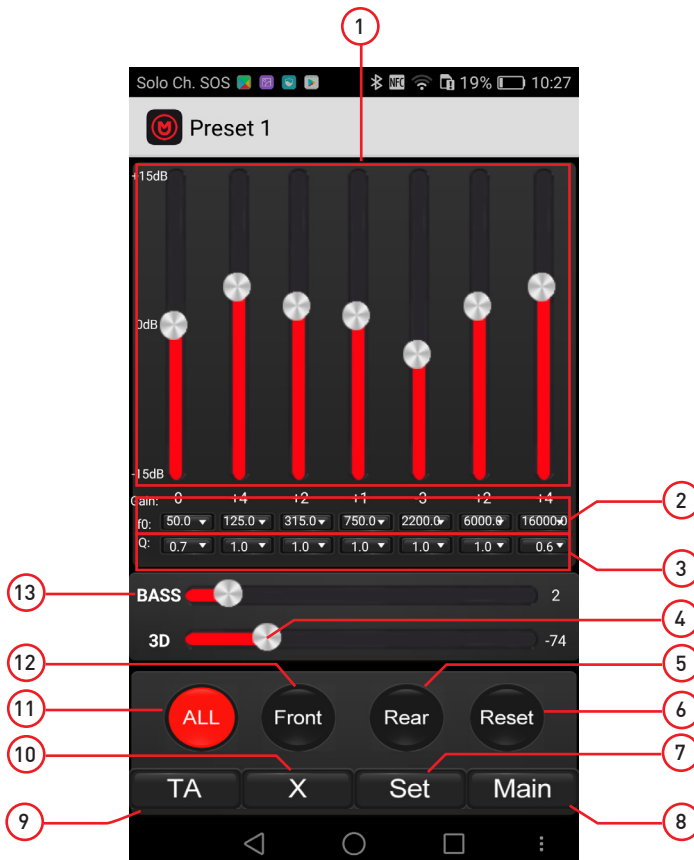 1
Solo Ch. SOS NFC 19% 10:27
Preset 1
+15dB
0dB
-15dB
Gain: 0 +4 +2 +1 -3 +2 +4
2
f0: 50.0 125.0 315.0 750.0 2200.0 6000.0 16000.0
Q: 0.7 1.0 1.0 1.0 1.0 1.0 0.6
3
13
BASS 2
4
3D -74
12
5
11
ALL Front Rear Reset
6
10
7
TA X Set Main
9
8